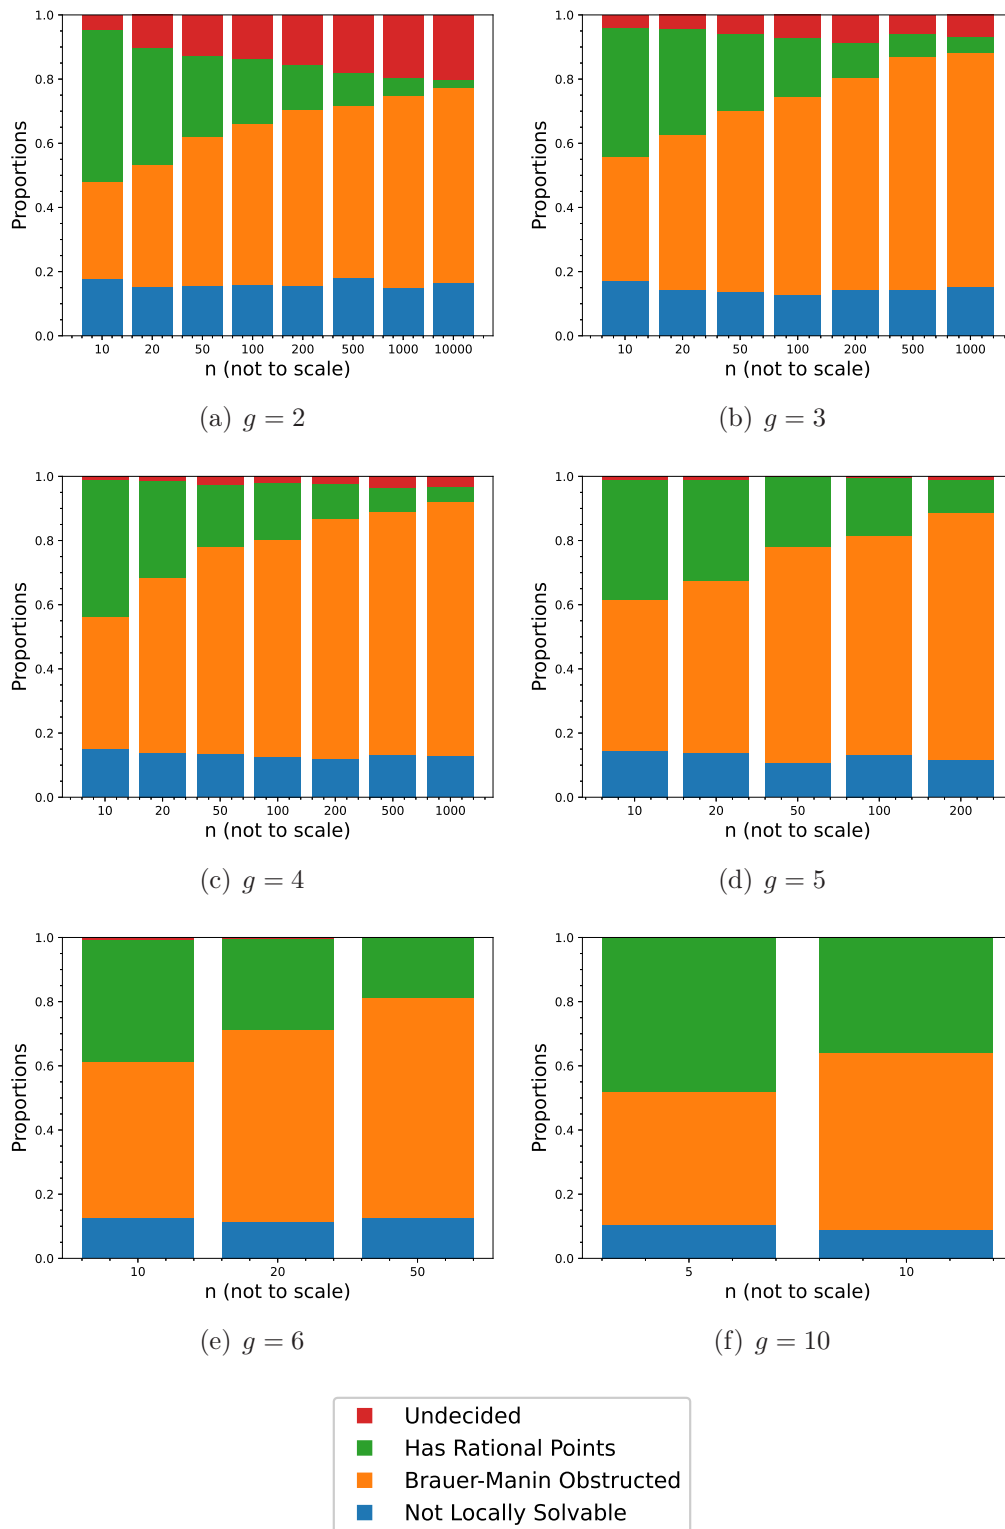 Proportions
1.0
0.8
0.6
0.4
0.2
0.0
10 20 50 100 200 500 1000 10000
n (not to scale)
(a) g = 2
Proportions
1.0
0.8
0.6
0.4
0.2
0.0
10 20 50 100 200 500 1000
n (not to scale)
(b) g = 3
Proportions
1.0
0.8
0.6
0.4
0.2
0.0
10 20 50 100 200 500 1000
n (not to scale)
(c) g = 4
Proportions
1.0
0.8
0.6
0.4
0.2
0.0
10 20 50 100 200
n (not to scale)
(d) g = 5
Proportions
1.0
0.8
0.6
0.4
0.2
0.0
10 20 50
n (not to scale)
(e) g = 6
Proportions
1.0
0.8
0.6
0.4
0.2
0.0
5 10
n (not to scale)
(f) g = 10
Undecided
Has Rational Points
Brauer-Manin Obstructed
Not Locally Solvable